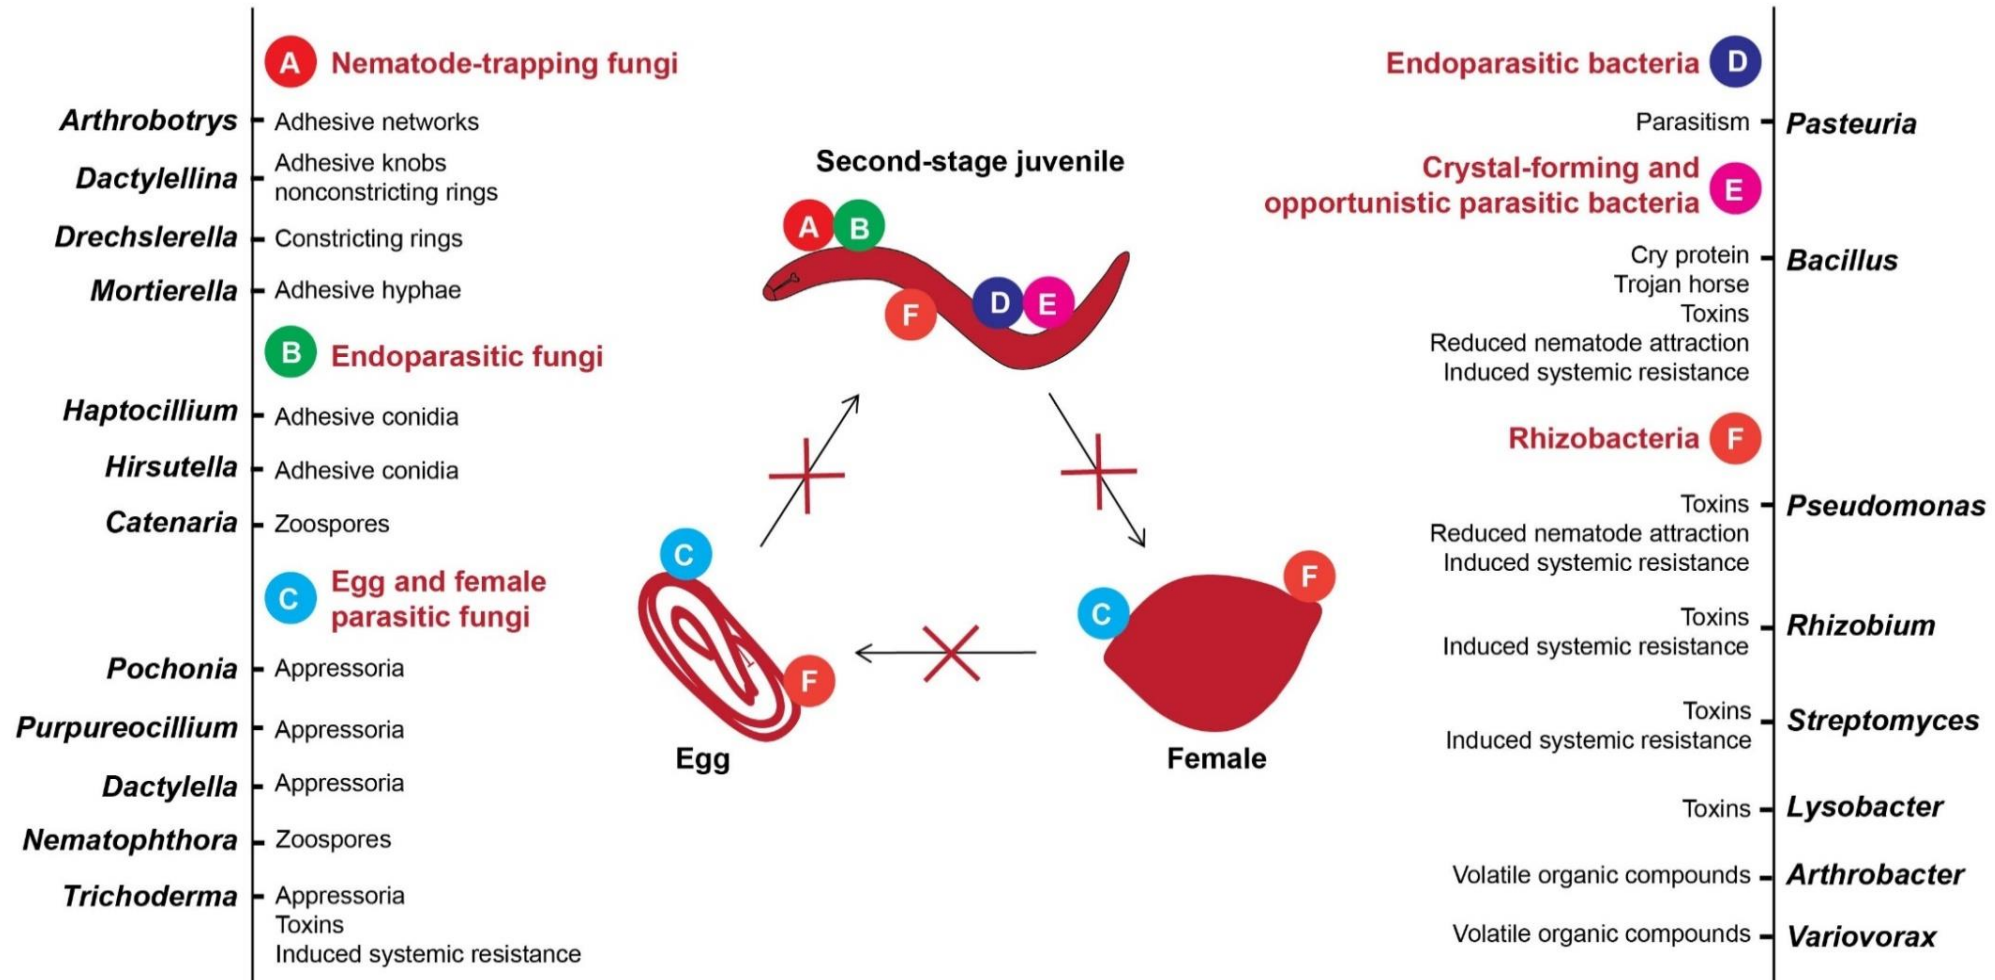 A Nematode-trapping fungi
Arthrobotrys Adhesive networks
Dactylellina Adhesive knobs
nonconstricting rings
Drechslerella Constricting rings
Mortierella Adhesive hyphae
B Endoparasitic fungi
Haptocillium Adhesive conidia
Hirsutella Adhesive conidia
Catenaria Zoospores
C Egg and female
parasitic fungi
Pochonia Appressoria
Purpureocillium Appressoria
Dactylella Appressoria
Nematophthora Zoospores
Trichoderma Appressoria
Toxins
Induced systemic resistance
Second-stage juvenile
A B
F D E
C
F
Egg
C
F
Female
Endoparasitic bacteria D
Parasitism Pasteuria
Crystal-forming and
opportunistic parasitic bacteria E
Cry protein Bacillus
Trojan horse
Toxins
Reduced nematode attraction
Induced systemic resistance
Rhizobacteria F
Toxins Pseudomonas
Reduced nematode attraction
Induced systemic resistance
Toxins Rhizobium
Induced systemic resistance
Toxins Streptomyces
Induced systemic resistance
Toxins Lysobacter
Volatile organic compounds Arthrobacter
Volatile organic compounds Variovorax